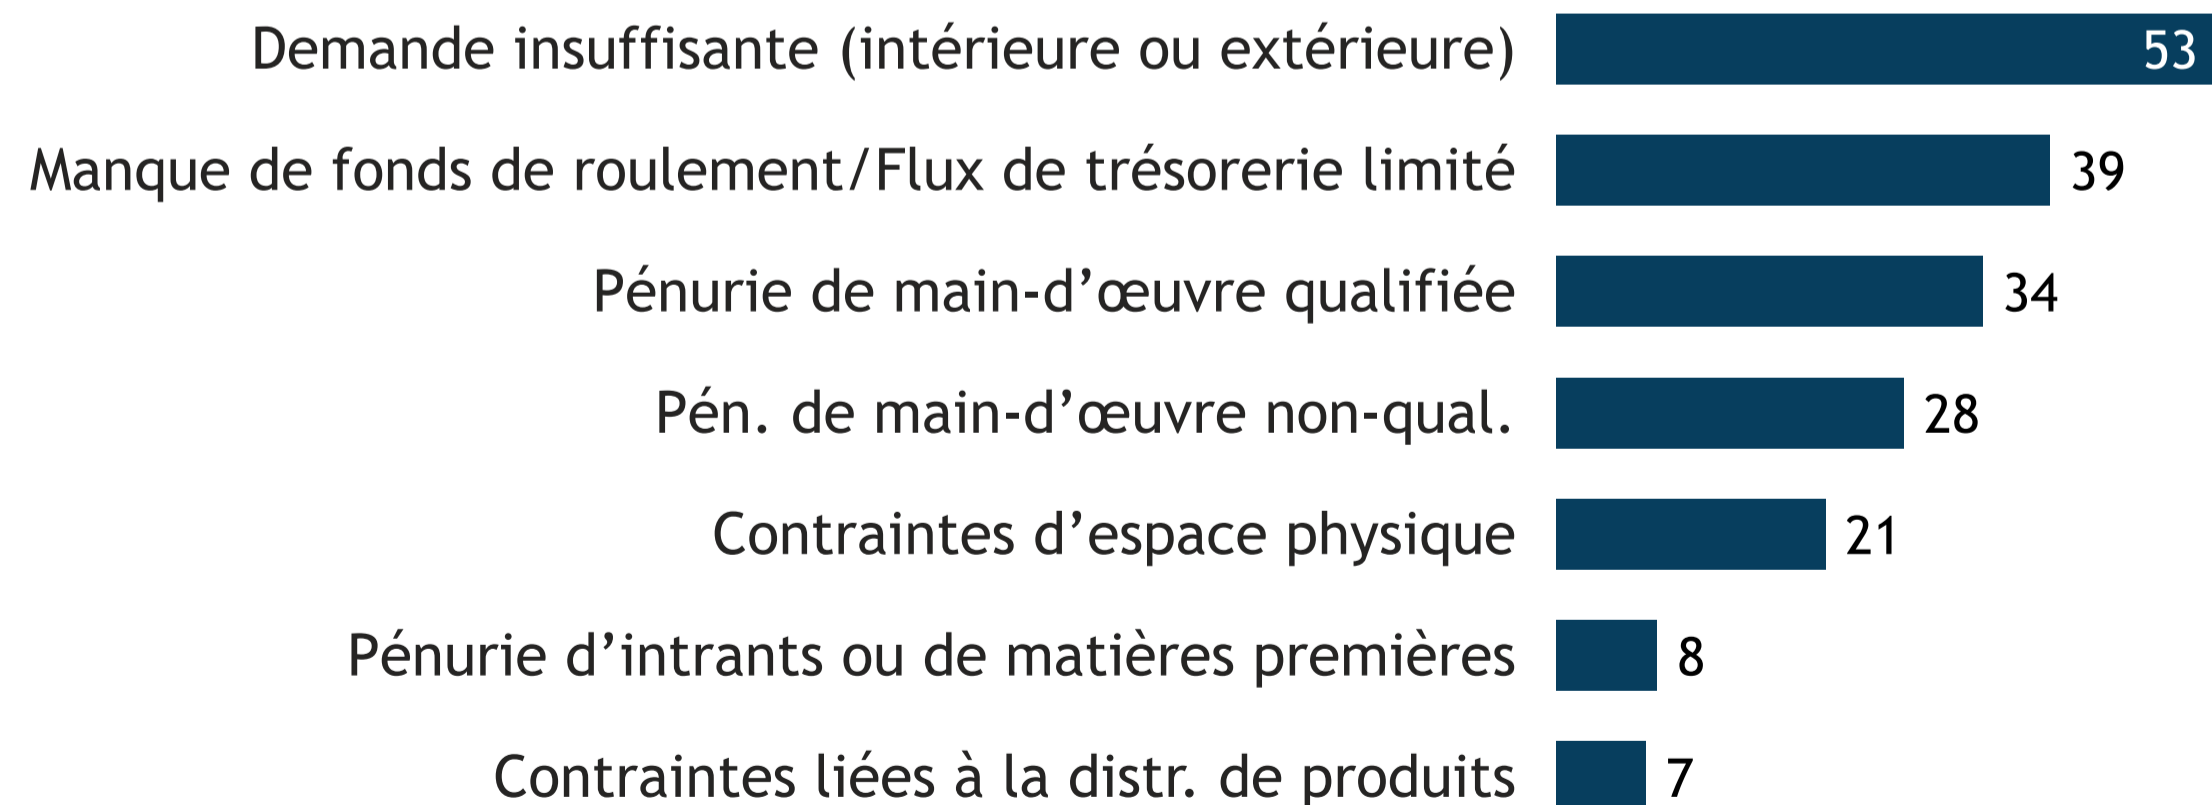 Demande insuffisante (intérieure ou extérieure) 53
Manque de fonds de roulement/Flux de trésorerie limité 39
Pénurie de main-d’œuvre qualifiée 34
Pén. de main-d’œuvre non-qual. 28
Contraintes d’espace physique 21
Pénurie d’intrants ou de matières premières 8
Contraintes liées à la distr. de produits 7